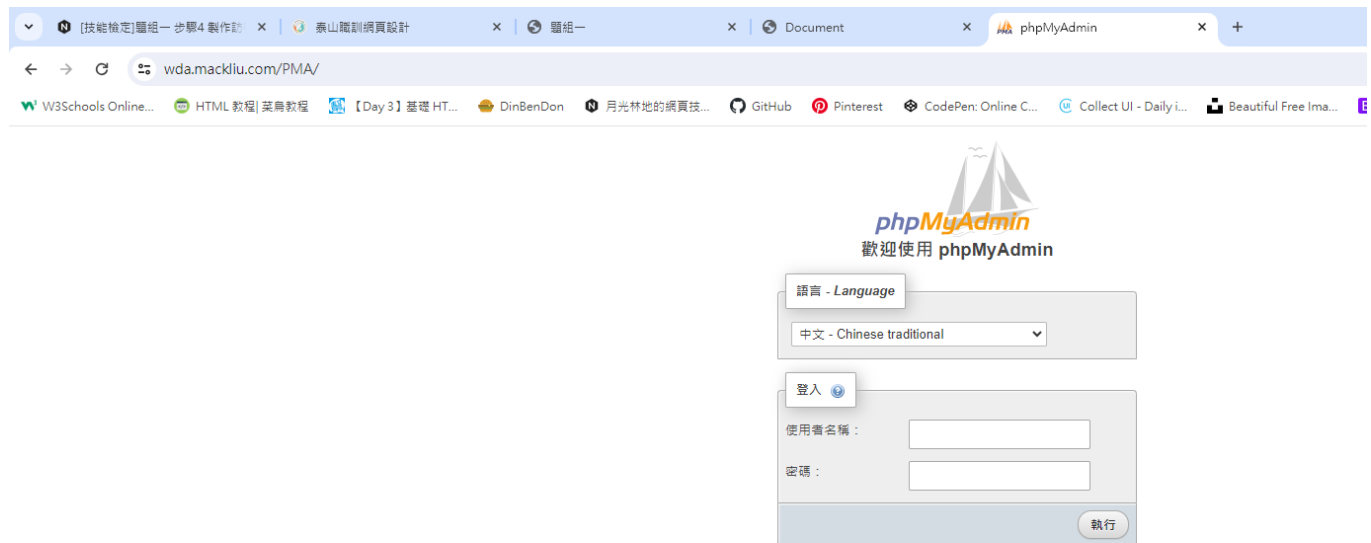 [技能檢定]題組一 步驟4 製作訪
泰山職訓網頁設計
題組一
Document
phpMyAdmin
wda.mackliu.com/PMA/
W3Schools Online...
HTML 教程| 菜鳥教程
【Day 3】基礎 HT...
DinBenDon
月光林地的網頁技...
GitHub
Pinterest
CodePen: Online C...
Collect UI - Daily i...
Beautiful Free Ima...
phpMyAdmin
歡迎使用 phpMyAdmin
語言 - Language
中文 - Chinese traditional
登入
使用者名稱：
密碼：
執行